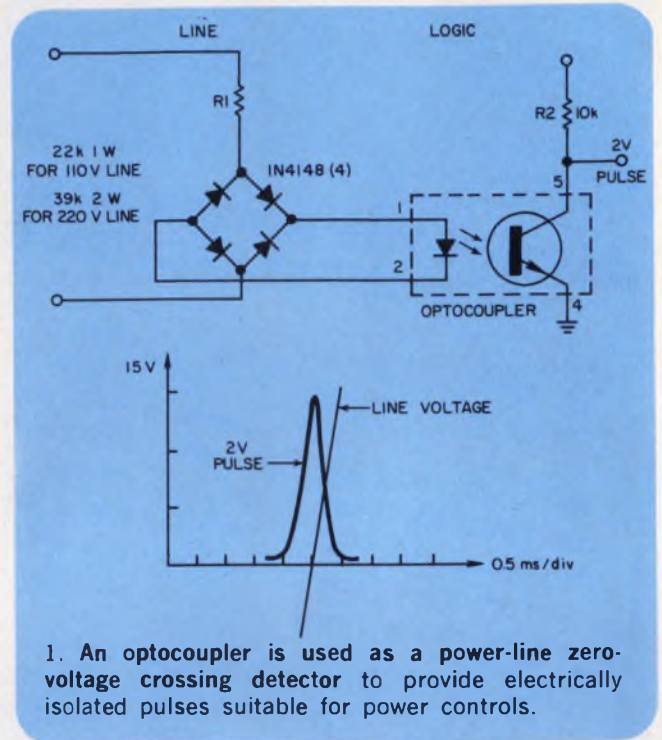 LINE
LOGIC
R1
R2
10k
22k 1 W
FOR 110V LINE
39k 2 W
FOR 220 V LINE
1N4148 (4)
2V
PULSE
5
1
2
4
OPTOCOUPLER
15V
LINE VOLTAGE
2V
PULSE
0.5 ms/div
1. An optocoupler is used as a power-line zero-
voltage crossing detector to provide electrically
isolated pulses suitable for power controls.